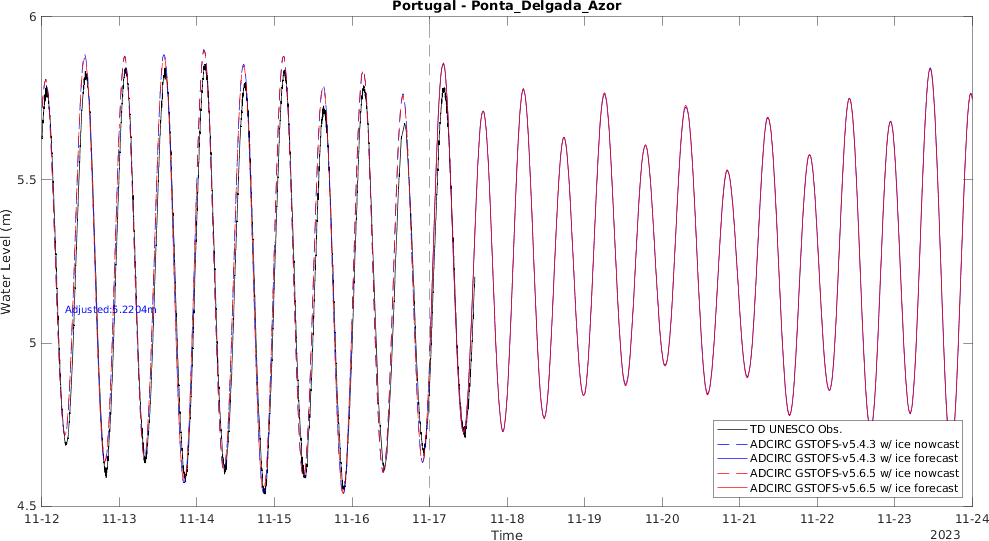 Portugal - Ponta_Delgada_Azor
6
5.5
5
4.5
Water Level (m)
Adjusted:5.2204m
TD UNESCO Obs.
ADCIRC GSTOFS-v5.4.3 w/ ice nowcast
ADCIRC GSTOFS-v5.4.3 w/ ice forecast
ADCIRC GSTOFS-v5.6.5 w/ ice nowcast
ADCIRC GSTOFS-v5.6.5 w/ ice forecast
11-12 11-13 11-14 11-15 11-16 11-17 11-18 11-19 11-20 11-21 11-22 11-23 11-24
Time
2023